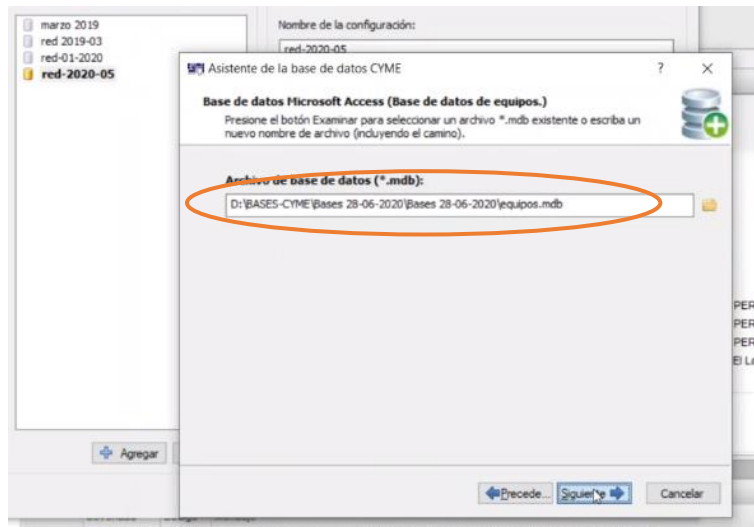 marzo 2019
red 2019-03
red-01-2020
red-2020-05
Nombre de la configuración:
red-2020-05
Asistente de la base de datos CYME
?
Base de datos Microsoft Access (Base de datos de equipos.)
Presione el botón Examinar para seleccionar un archivo *.mdb existente o escriba un
nuevo nombre de archivo (incluyendo el camino).
Archivo de base de datos (*.mdb):
D:\BASES-CYME\Bases 28-06-2020\Bases 28-06-2020\equipos.mdb
PER
PER
PER
El L
Agregar
Precede...
Siguiente
Cancelar